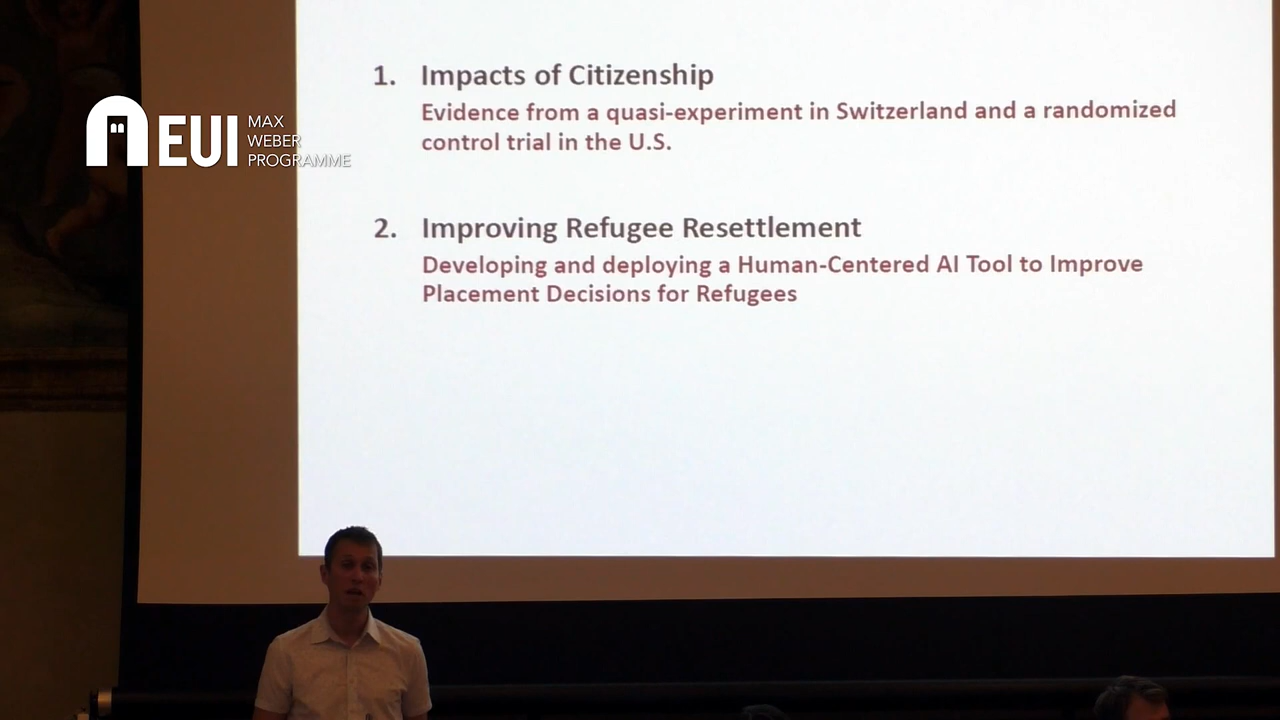 EUI
MAX
WEBER
PROGRAMME
1. Impacts of Citizenship
Evidence from a quasi-experiment in Switzerland and a randomized
control trial in the U.S.
2. Improving Refugee Resettlement
Developing and deploying a Human-Centered AI Tool to Improve
Placement Decisions for Refugees